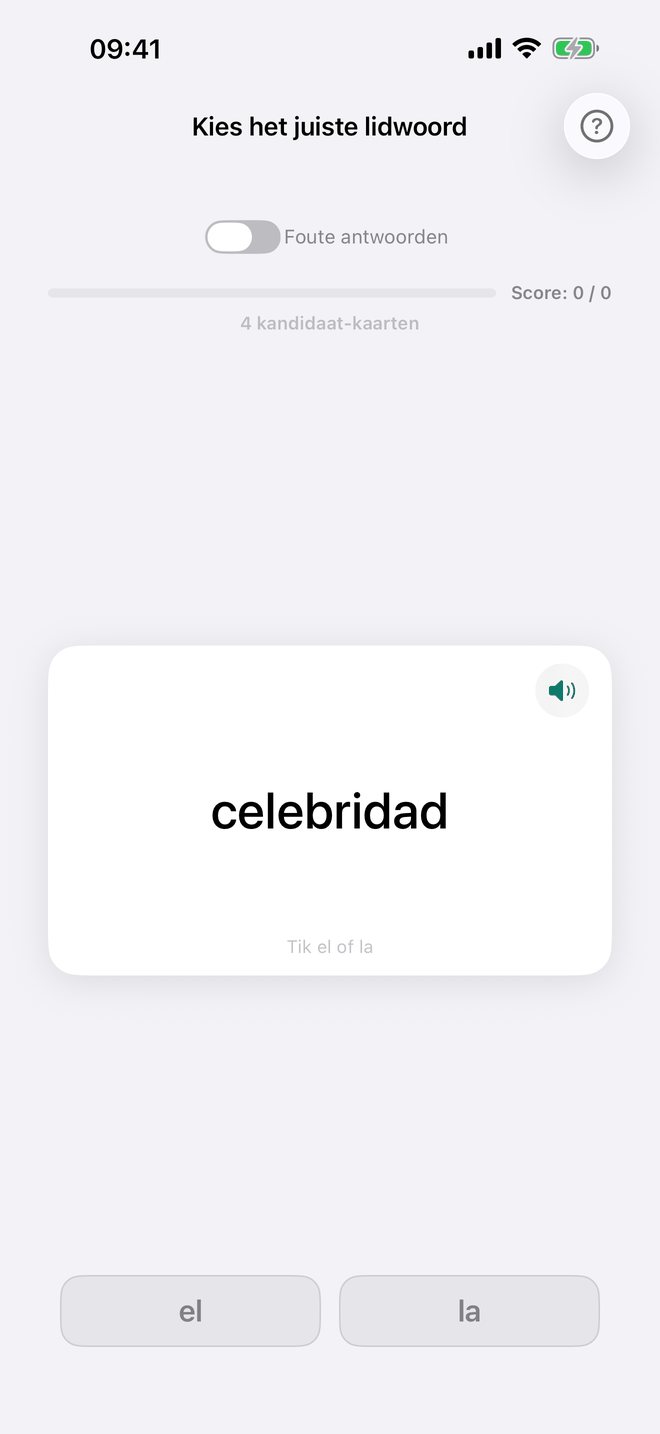 09:41
Kies het juiste lidwoord
Foute antwoorden
Score: 0 / 0
4 kandidaat-kaarten
celebridad
Tik el of la
el
la